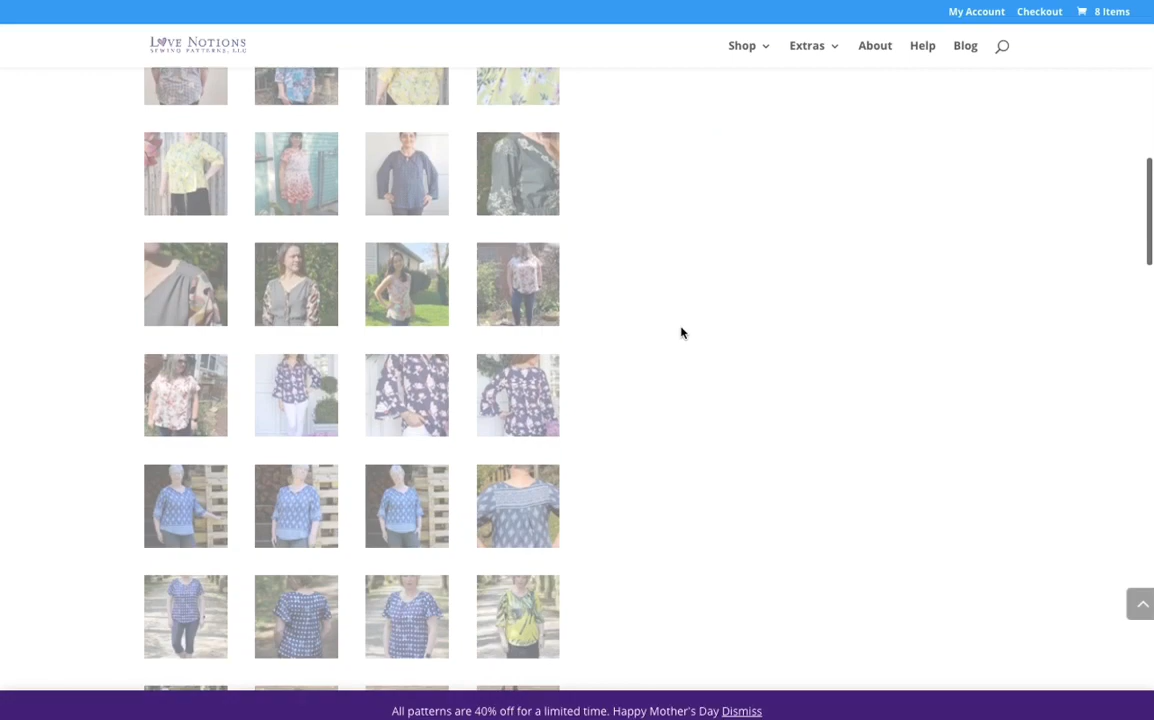 My Account Checkout 8 Items
LOVE NOTIONS
SEWING PATTERNS, LLC
Shop Extras About Help Blog
All patterns are 40% off for a limited time. Happy Mother's Day Dismiss